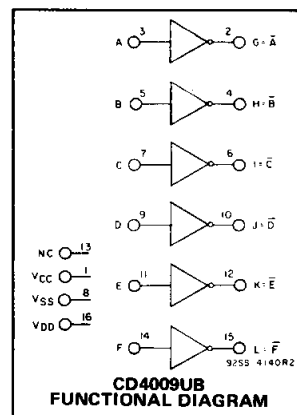 A 3 2 G = A̅
B 5 4 H = B̅
C 7 6 I = C̅
D 9 10 J = D̅
NC 13
VCC 1
E 11 12 K = E̅
VSS 8
VDD 16
F 14 15 L = F̅
92SS 4140R2
CD4009UB
FUNCTIONAL DIAGRAM